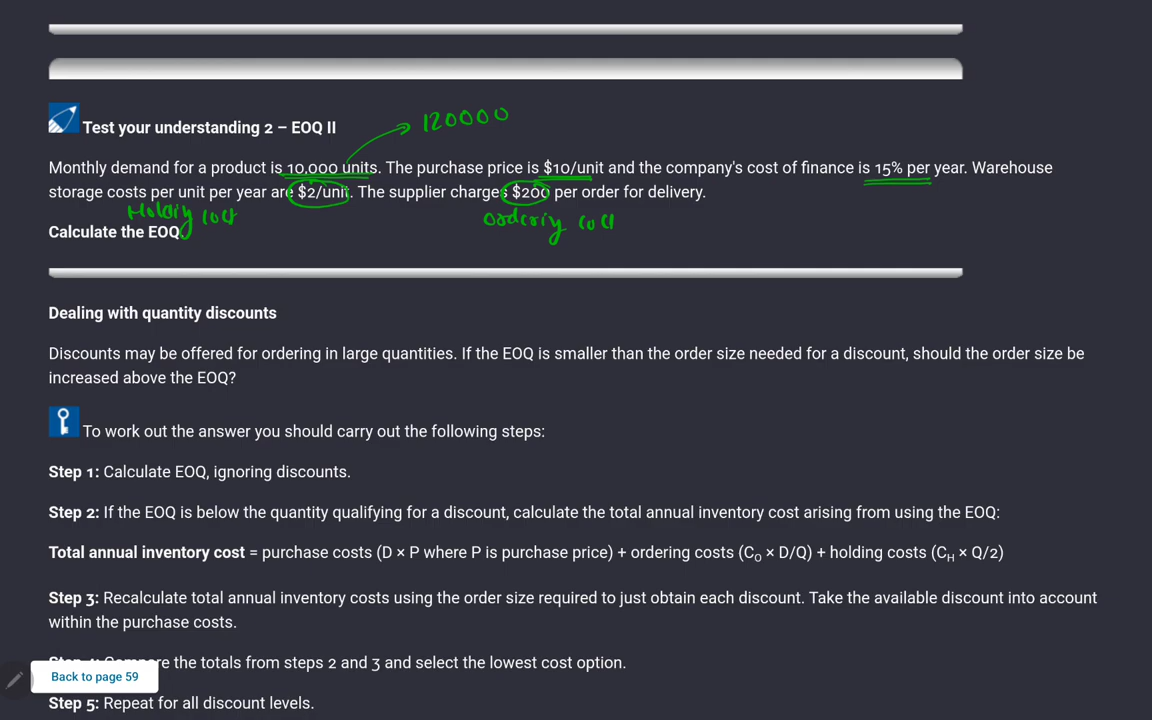 120000
Test your understanding 2 – EOQ II
Monthly demand for a product is 10,000 units. The purchase price is $10/unit and the company's cost of finance is 15% per year. Warehouse
storage costs per unit per year are $2/unit. The supplier charges $200 per order for delivery.
Holdiy cost
Orderiy cost
Calculate the EOQ.
Dealing with quantity discounts
Discounts may be offered for ordering in large quantities. If the EOQ is smaller than the order size needed for a discount, should the order size be
increased above the EOQ?
To work out the answer you should carry out the following steps:
Step 1: Calculate EOQ, ignoring discounts.
Step 2: If the EOQ is below the quantity qualifying for a discount, calculate the total annual inventory cost arising from using the EOQ:
Total annual inventory cost = purchase costs (D × P where P is purchase price) + ordering costs (CO × D/Q) + holding costs (CH × Q/2)
Step 3: Recalculate total annual inventory costs using the order size required to just obtain each discount. Take the available discount into account
within the purchase costs.
Step 4: Compare the totals from steps 2 and 3 and select the lowest cost option.
Back to page 59
Step 5: Repeat for all discount levels.